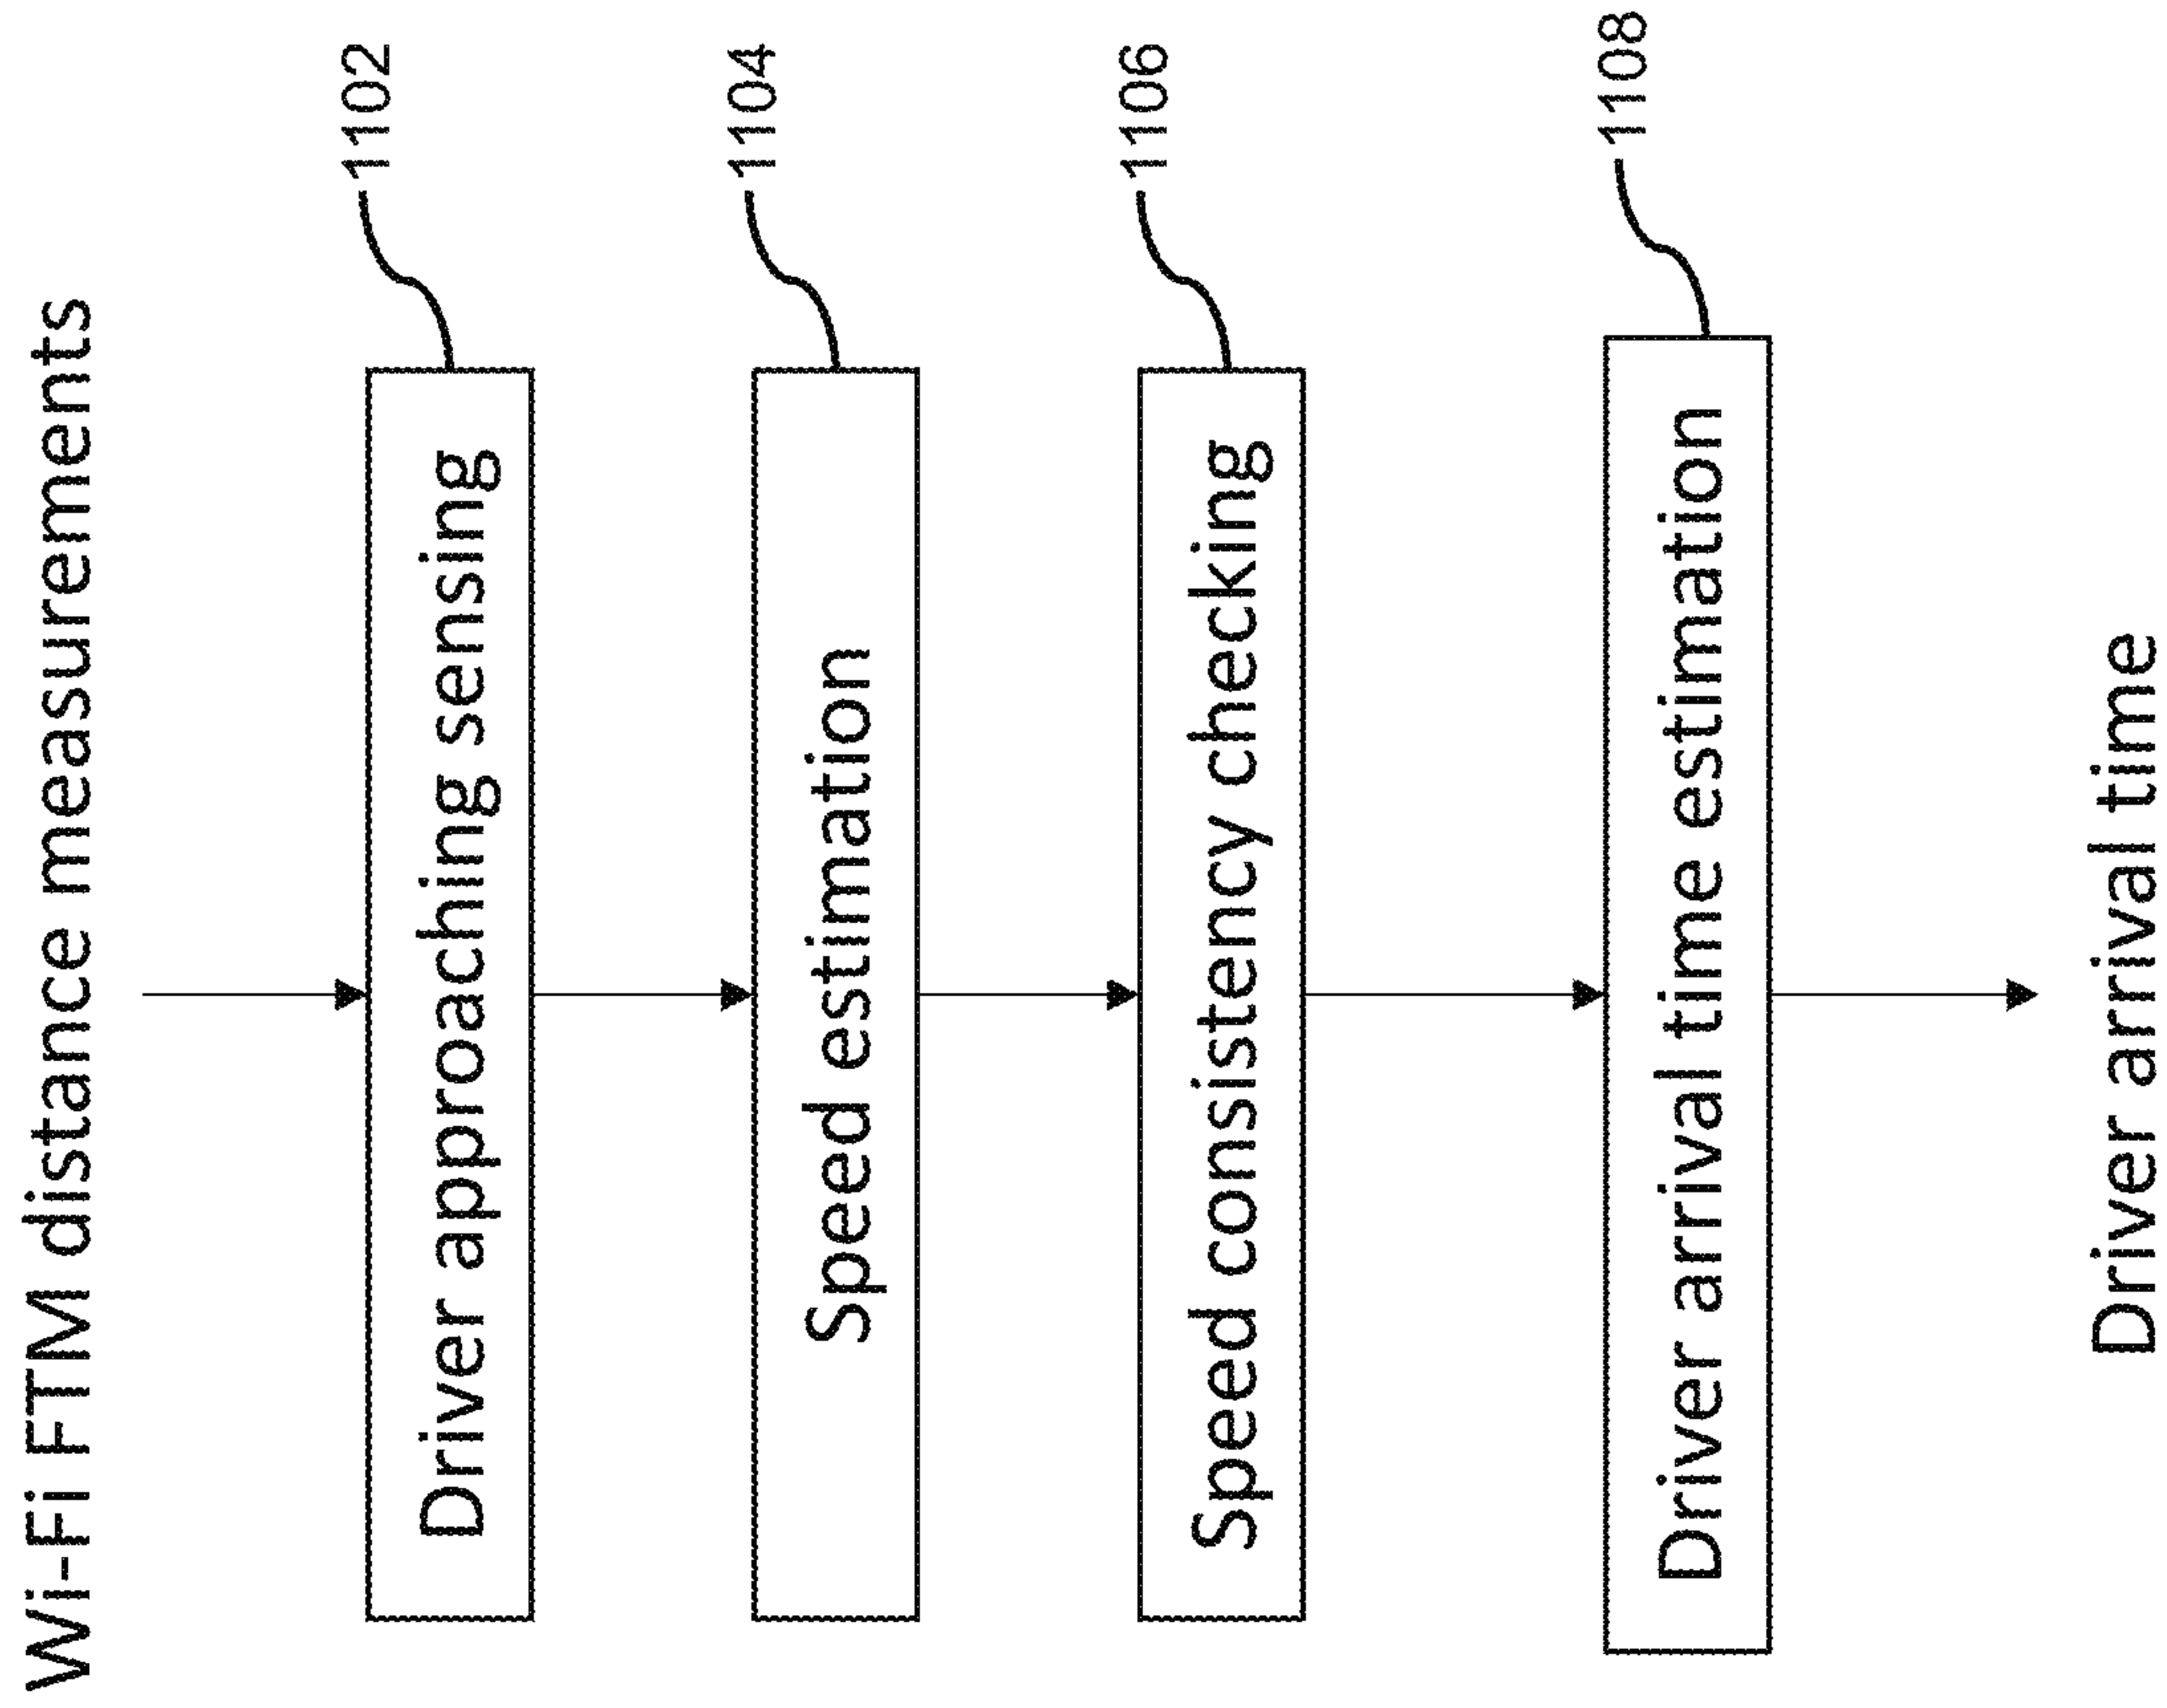 Wi-Fi FTM distance measurements
Driver approaching sensing
1102
Speed estimation
1104
Speed consistency checking
1106
Driver arrival time estimation
1108
Driver arrival time